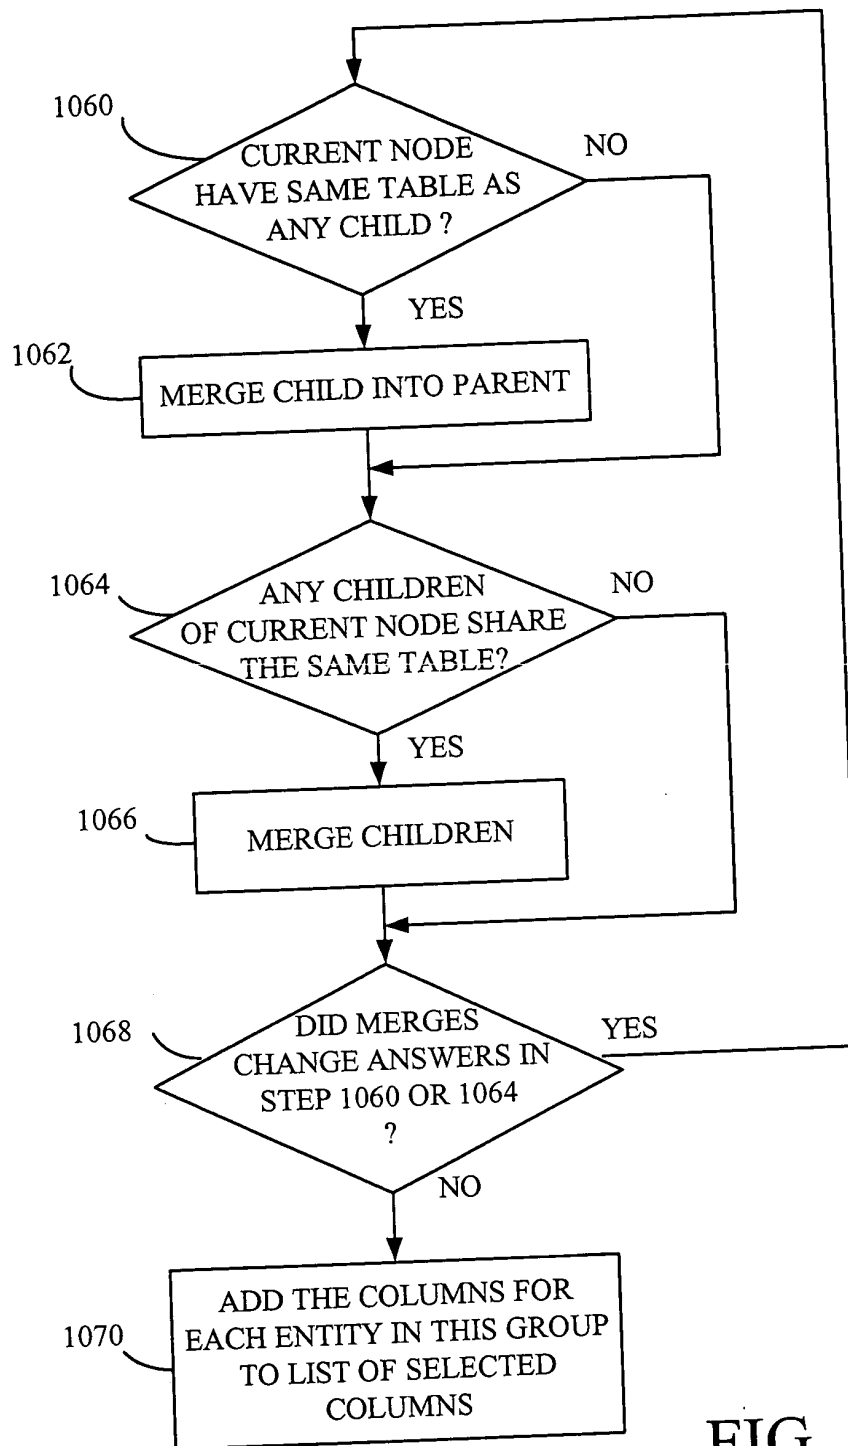 1060
CURRENT NODE
HAVE SAME TABLE AS
ANY CHILD ?
NO
YES
1062
MERGE CHILD INTO PARENT
1064
ANY CHILDREN
OF CURRENT NODE SHARE
THE SAME TABLE?
NO
YES
1066
MERGE CHILDREN
1068
DID MERGES
CHANGE ANSWERS IN
STEP 1060 OR 1064
?
YES
NO
1070
ADD THE COLUMNS FOR
EACH ENTITY IN THIS GROUP
TO LIST OF SELECTED
COLUMNS
FIG